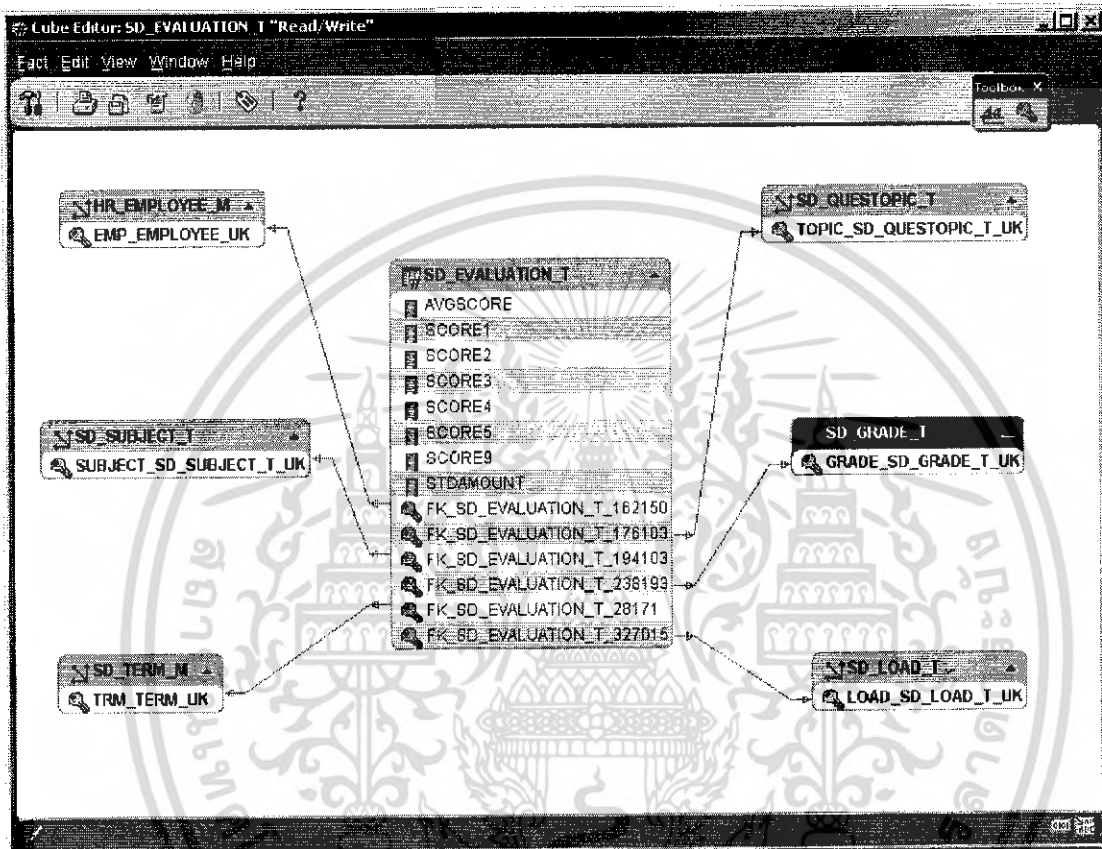 Cube Editor: SD_EVALUATION_T "Read/Write"
Fact Edit View Window Help
Toolbox X
HR_EMPLOYEE_M
EMP_EMPLOYEE_UK
SD_QUESTOPIC_T
TOPIC_SD_QUESTOPIC_T_UK
SD_EVALUATION_T
AVGSCORE
SCORE1
SCORE2
SCORE3
SCORE4
SCORE5
SCORE9
STDAMOUNT
FK_SD_EVALUATION_T_162150
FK_SD_EVALUATION_T_176103
FK_SD_EVALUATION_T_194103
FK_SD_EVALUATION_T_238193
FK_SD_EVALUATION_T_28171
FK_SD_EVALUATION_T_327015
SD_SUBJECT_T
SUBJECT_SD_SUBJECT_T_UK
SD_GRADE_T
GRADE_SD_GRADE_T_UK
SD_TERM_M
TRM_TERM_UK
SD_LOAD_T
LOAD_SD_LOAD_T_UK